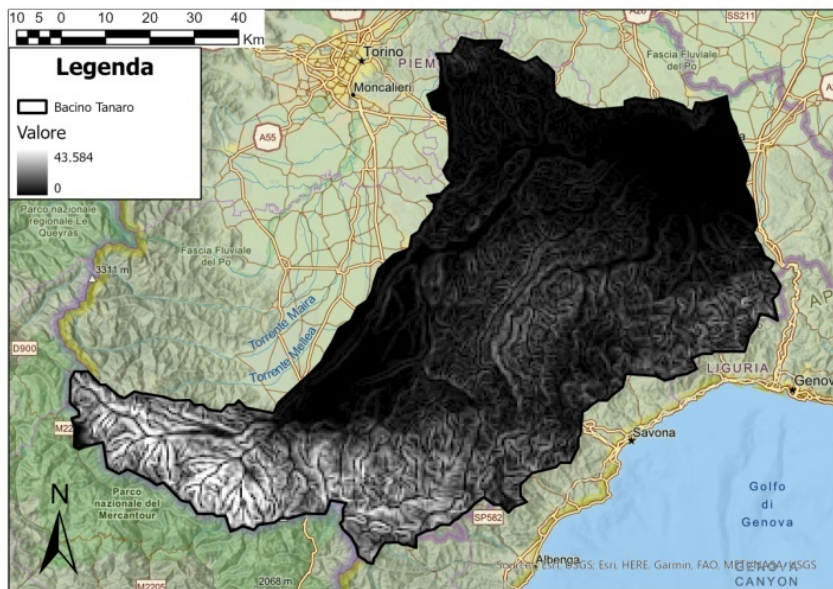 10 5 0 10 20 30 40
Km
Legenda
Bacino Tanaro
Valore
43.584
0
Torino
PIEM
Moncalieri
A55
A26
SS211
Fascia Fluviale
del Po
Parco nazionale
regionale Le
Queyras
3311 m
Fascia Fluviale
del Po
Torrente Maira
Torrente Mellea
D900
M22
LIGURIA
Genov
Savona
Parco
nazionale del
Mercantour
N
SP582
Golfo
di
Genova
Albenga
2068 m
M2205
CANYON